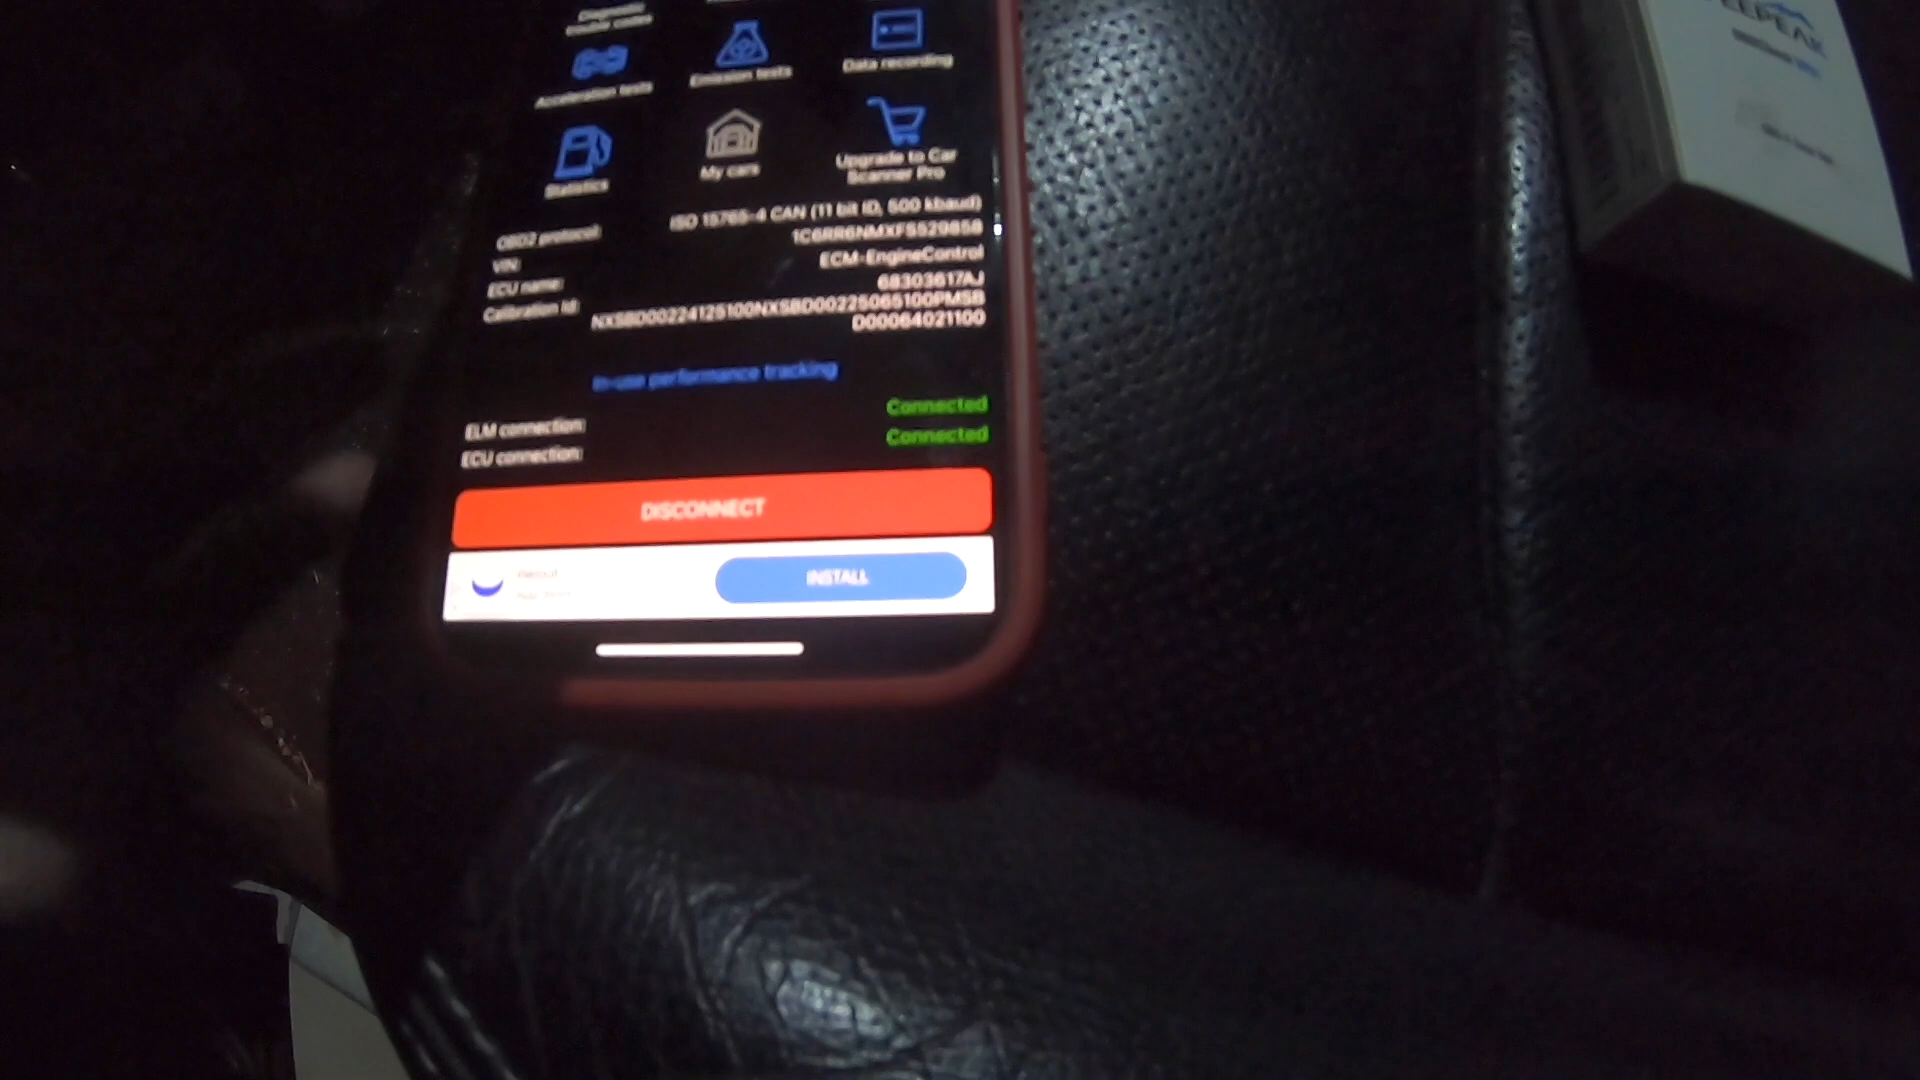 Diagnostic
trouble codes
Acceleration tests
Emission tests
Data recording
Statistics
My cars
Upgrade to Car
Scanner Pro
OBD2 protocol: ISO 15765-4 CAN (11 bit ID, 500 kbaud)
VIN: 1C6RR6NMXFS529858
ECU name: ECM-EngineControl
Calibration Id: 68303617AJ
NXSBD00224125100NXSBD00225065100PMSB
D000064021100
In-use performance tracking
ELM connection: Connected
ECU connection: Connected
DISCONNECT
INSTALL